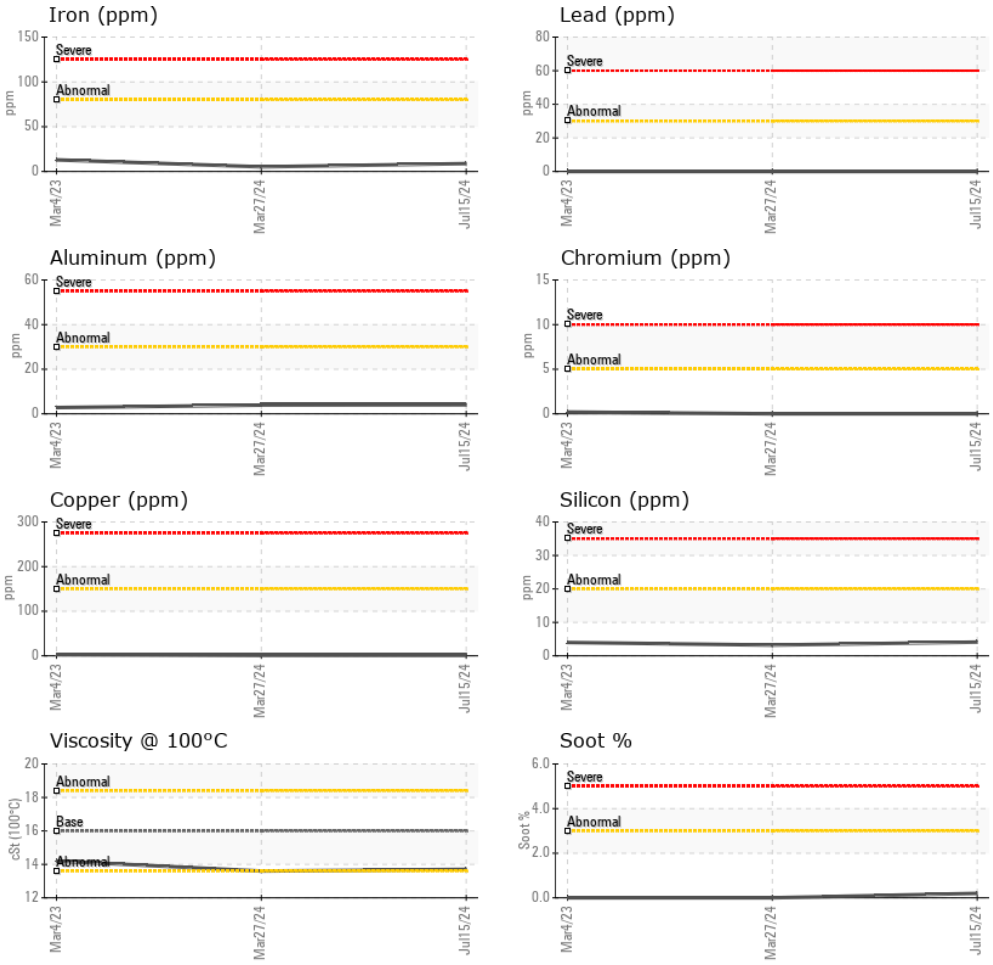 Iron (ppm)
150
100
50
0
ppm
Severe
Abnormal
Mar4/23
Mar27/24
Jul15/24
Lead (ppm)
80
60
40
20
0
ppm
Severe
Abnormal
Mar4/23
Mar27/24
Jul15/24
Aluminum (ppm)
60
40
20
0
ppm
Severe
Abnormal
Mar4/23
Mar27/24
Jul15/24
Chromium (ppm)
15
10
5
0
ppm
Severe
Abnormal
Mar4/23
Mar27/24
Jul15/24
Copper (ppm)
300
200
100
0
ppm
Severe
Abnormal
Mar4/23
Mar27/24
Jul15/24
Silicon (ppm)
40
30
20
10
0
ppm
Severe
Abnormal
Mar4/23
Mar27/24
Jul15/24
Viscosity @ 100°C
20
18
16
14
12
cSt (100°C)
Abnormal
Base
Abnormal
Mar4/23
Mar27/24
Jul15/24
Soot %
6.0
4.0
2.0
0.0
Soot %
Severe
Abnormal
Mar4/23
Mar27/24
Jul15/24